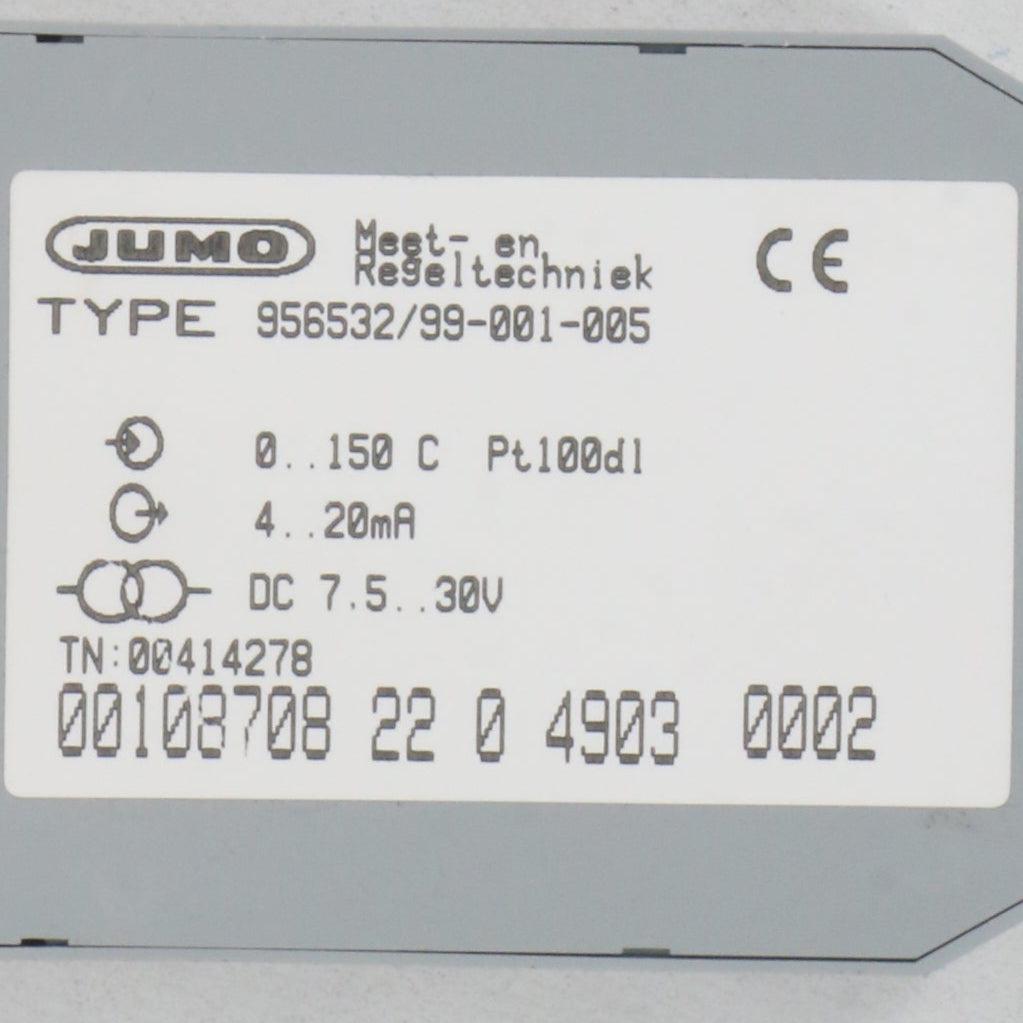 JUMO Meet- en
Regeltechniek
CE
TYPE 956532/99-001-005
0..150 C Pt100dl
4..20mA
DC 7.5..30V
TN:00414278
00108708 22 0 4903 0002